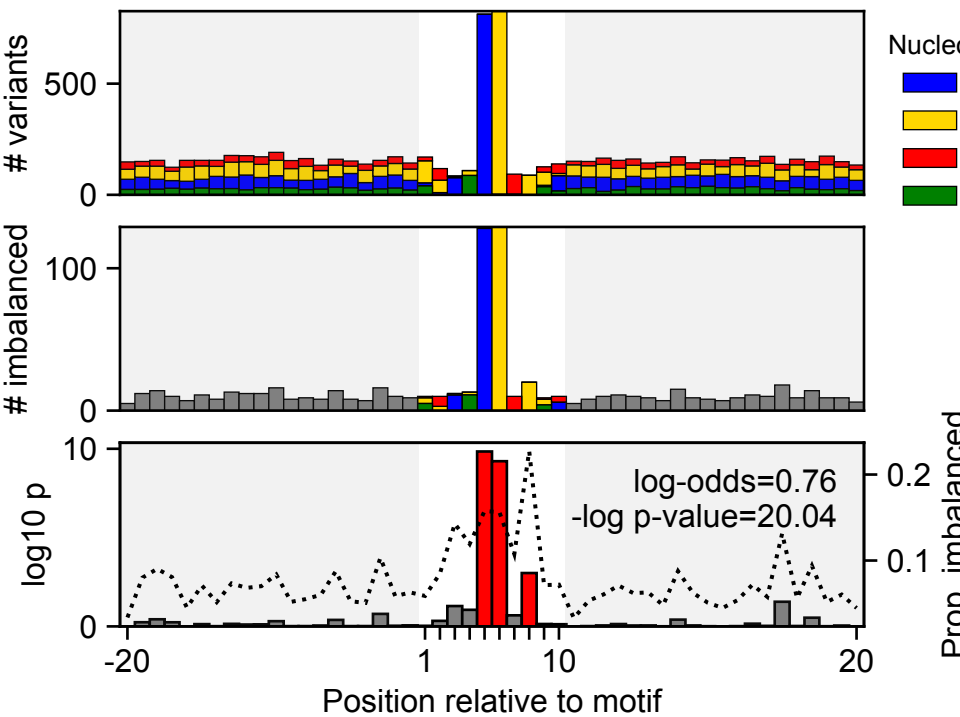 # variants
500
0
Nucleo
# imbalanced
100
0
log10 p
10
0
log-odds=0.76
-log p-value=20.04
0.2
0.1
Prop. imbalanced
-20
1
10
20
Position relative to motif